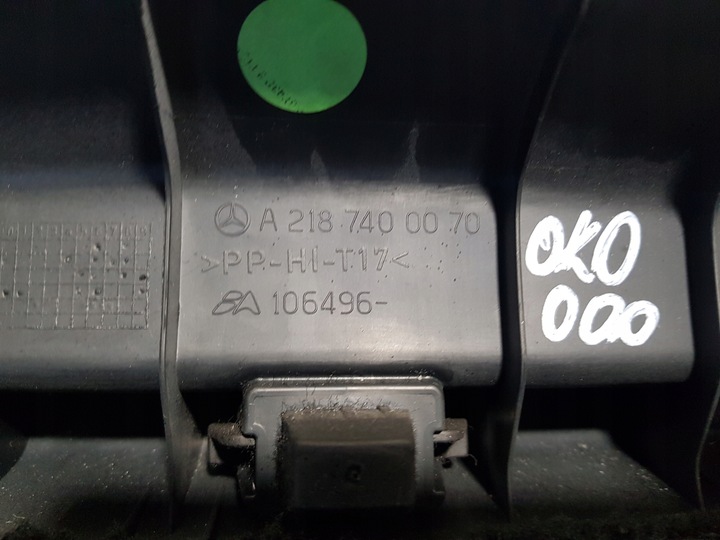 A 218 740 00 70
>PP-HI-T17<
106496-
OKO
000